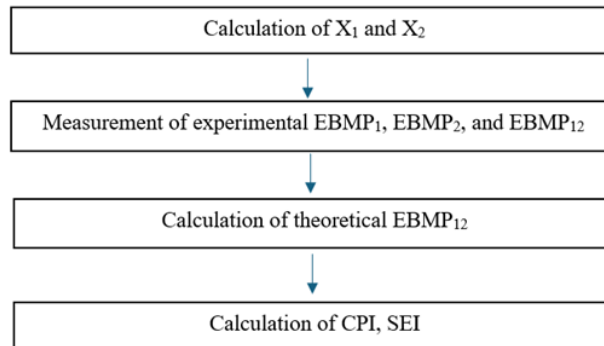 Calculation of X₁ and X₂
Measurement of experimental EBMP₁, EBMP₂, and EBMP₁₂
Calculation of theoretical EBMP₁₂
Calculation of CPI, SEI